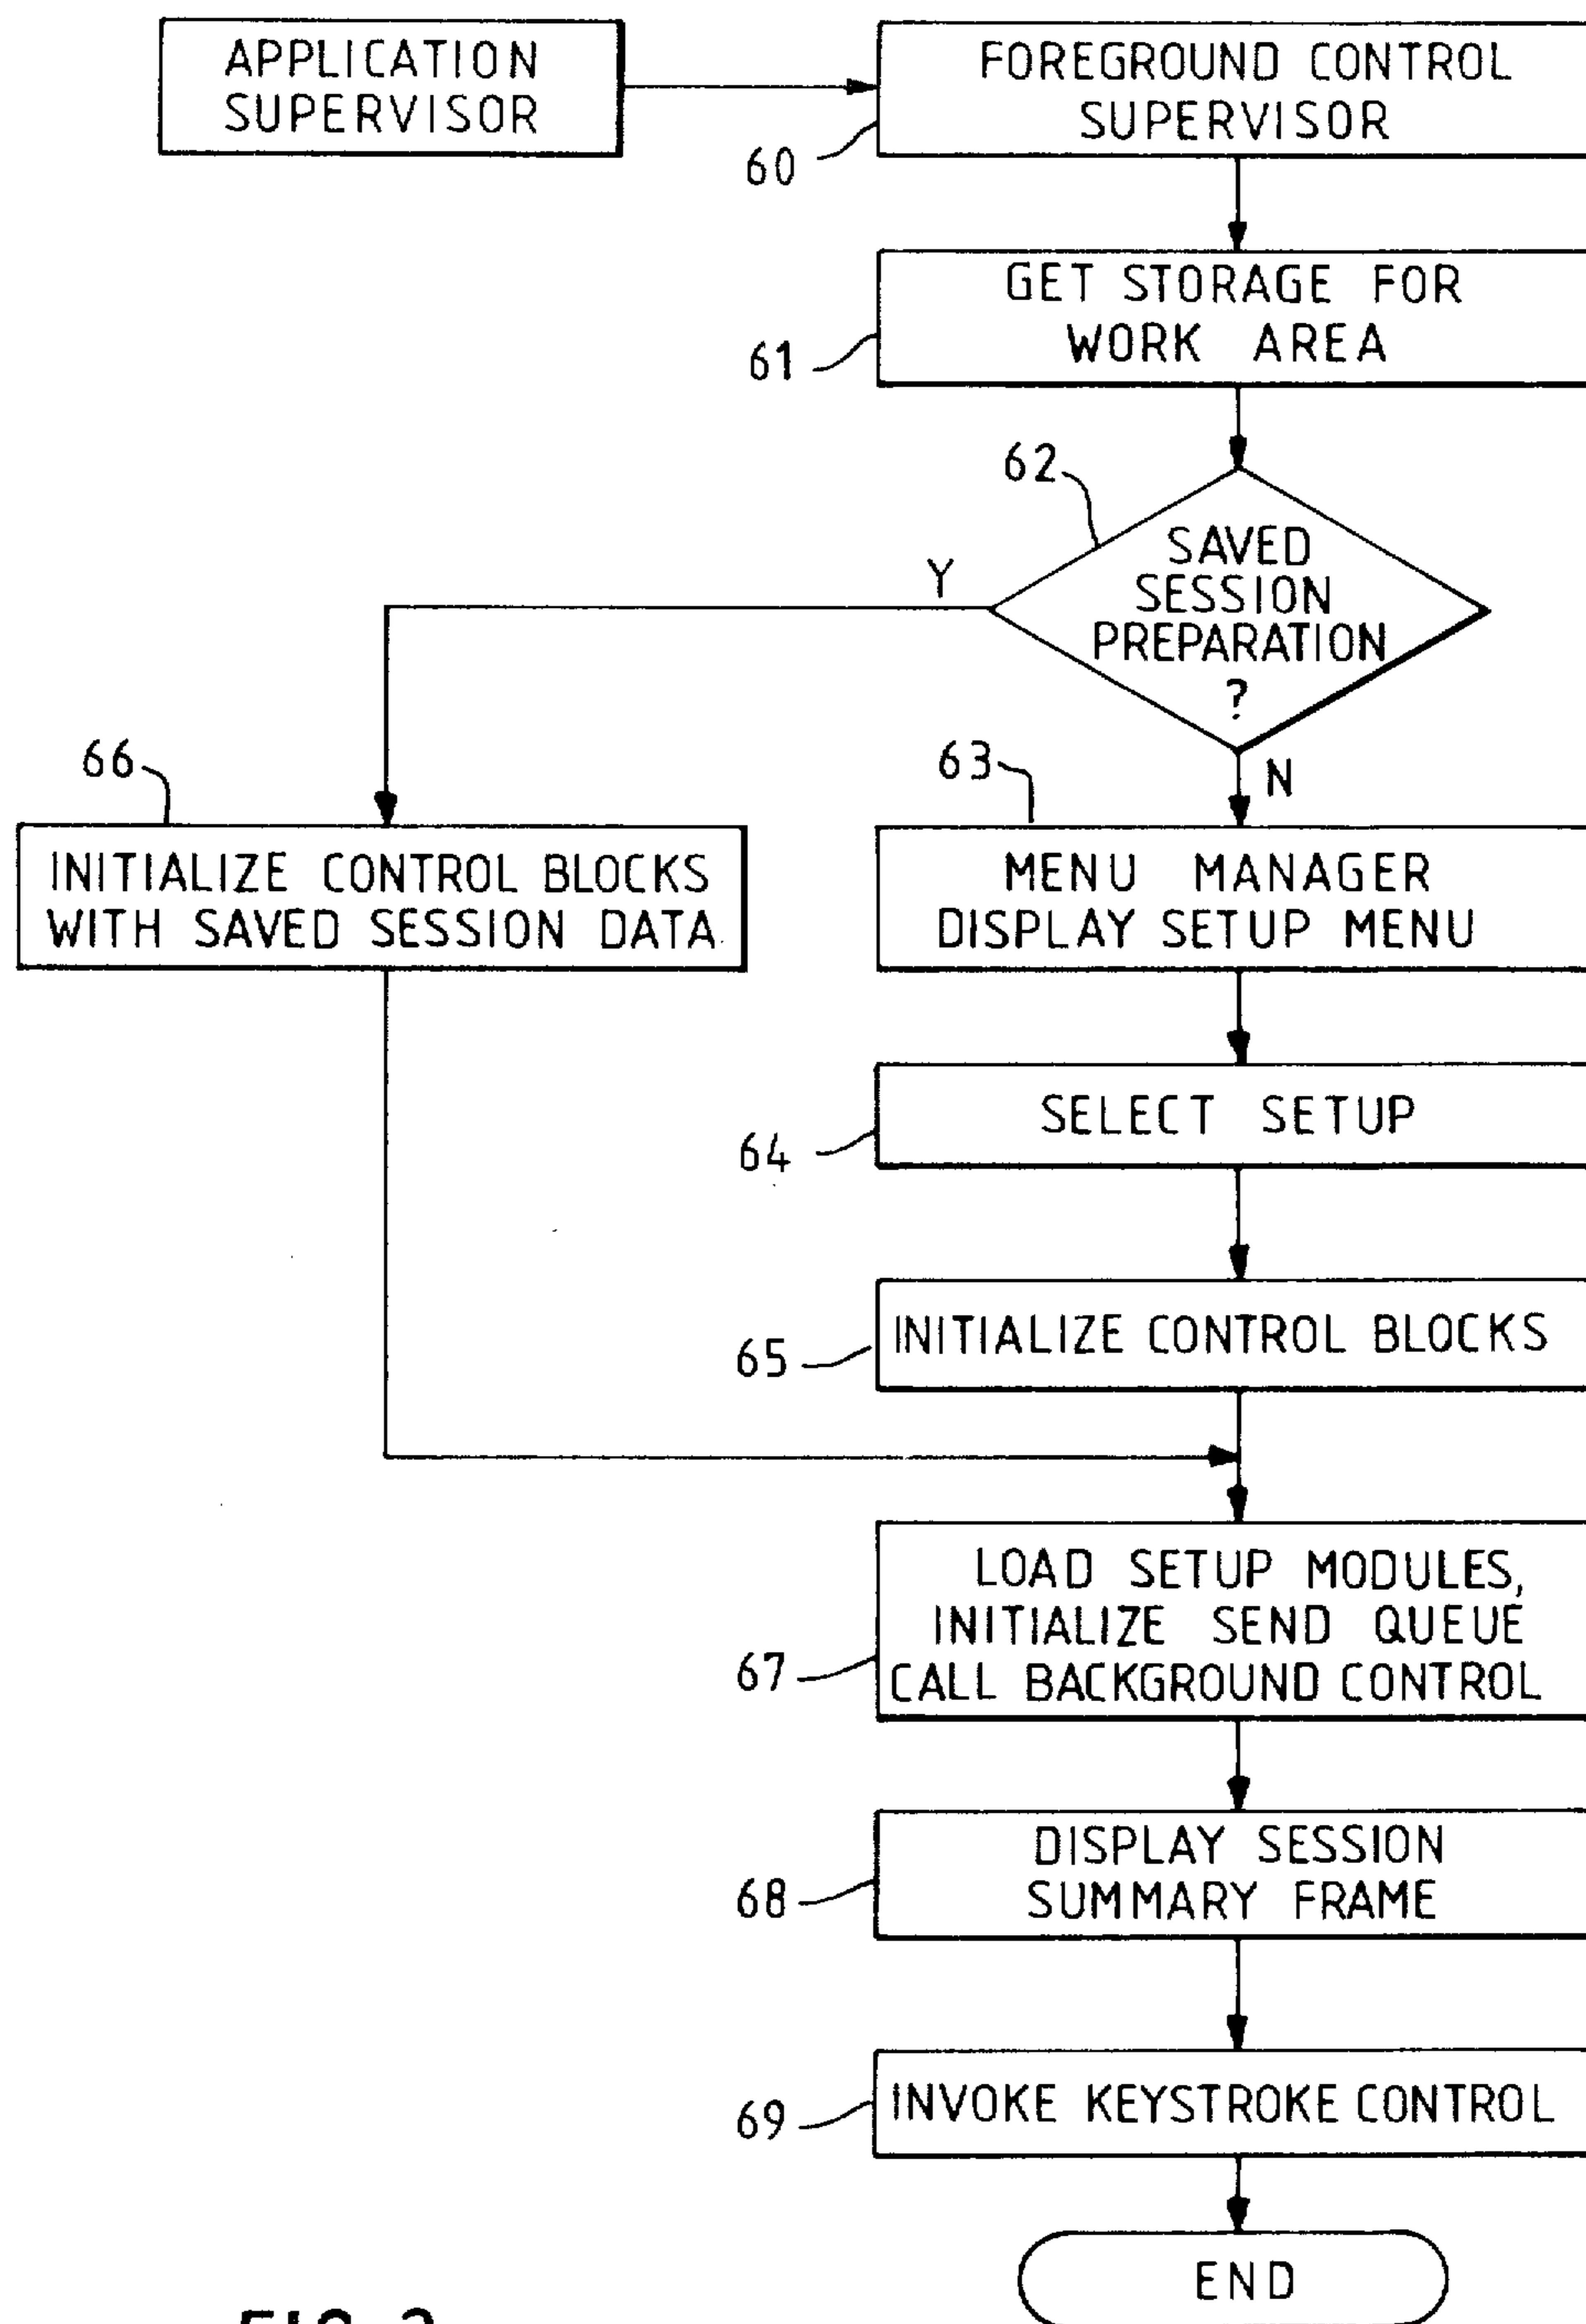 APPLICATION
SUPERVISOR
FOREGROUND CONTROL
SUPERVISOR
60
GET STORAGE FOR
WORK AREA
61
62
SAVED
SESSION
PREPARATION
?
Y
N
66
INITIALIZE CONTROL BLOCKS
WITH SAVED SESSION DATA
63
MENU MANAGER
DISPLAY SETUP MENU
SELECT SETUP
64
INITIALIZE CONTROL BLOCKS
65
LOAD SETUP MODULES,
INITIALIZE SEND QUEUE
CALL BACKGROUND CONTROL
67
DISPLAY SESSION
SUMMARY FRAME
68
INVOKE KEYSTROKE CONTROL
69
END